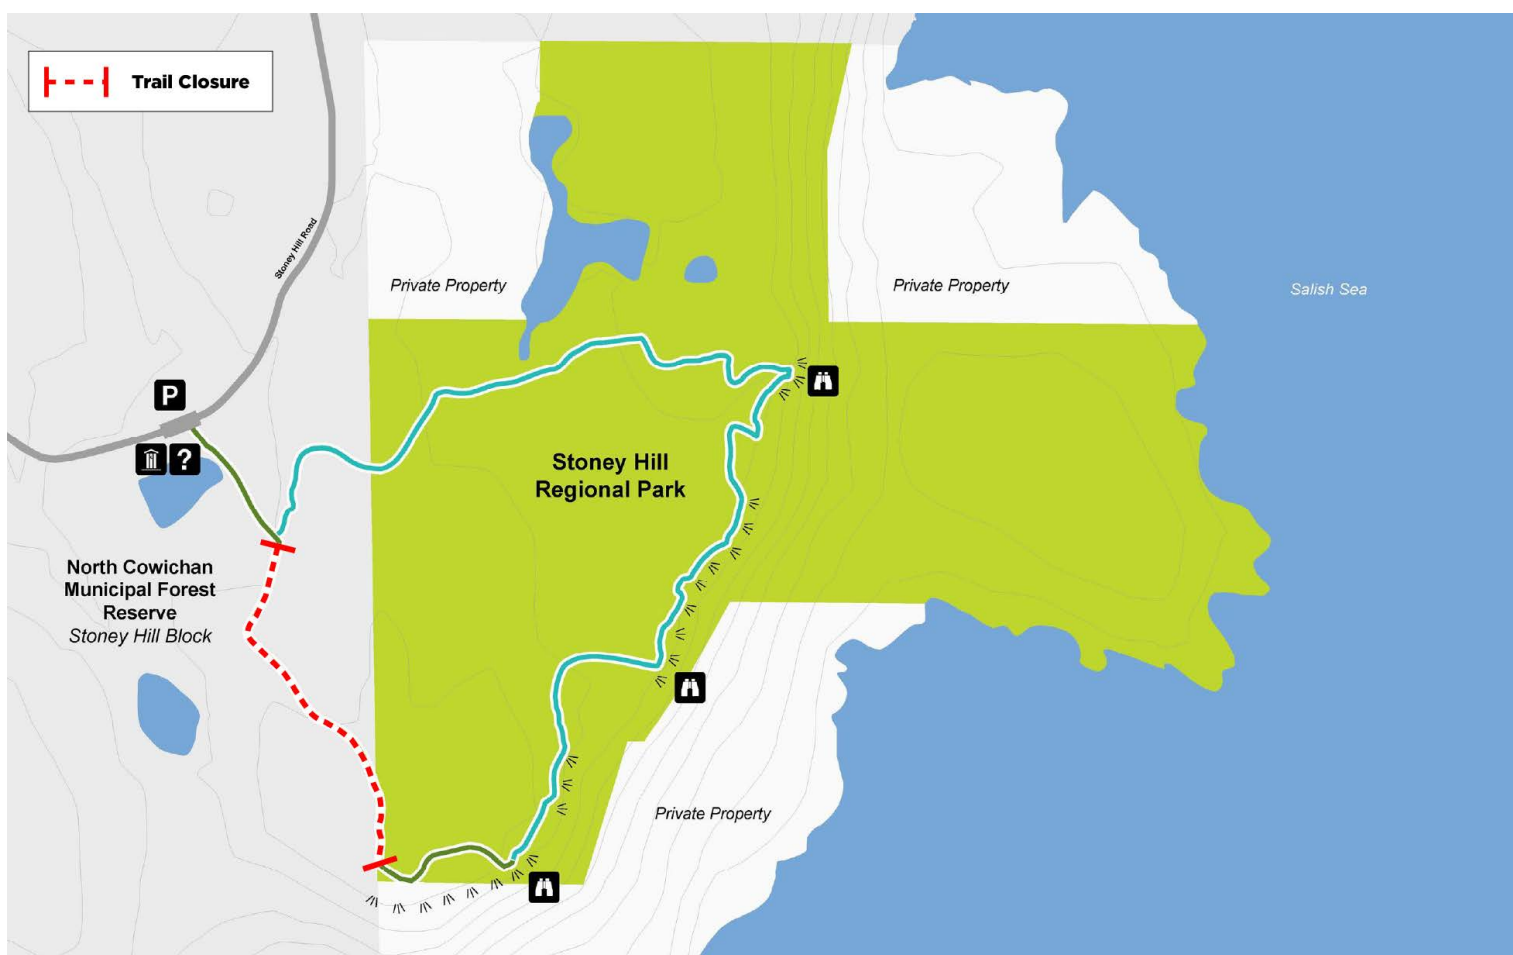 Trail Closure
Stoney Hill Road
Private Property
Private Property
Salish Sea
P
?
Stoney Hill
Regional Park
North Cowichan
Municipal Forest
Reserve
Stoney Hill Block
Private Property